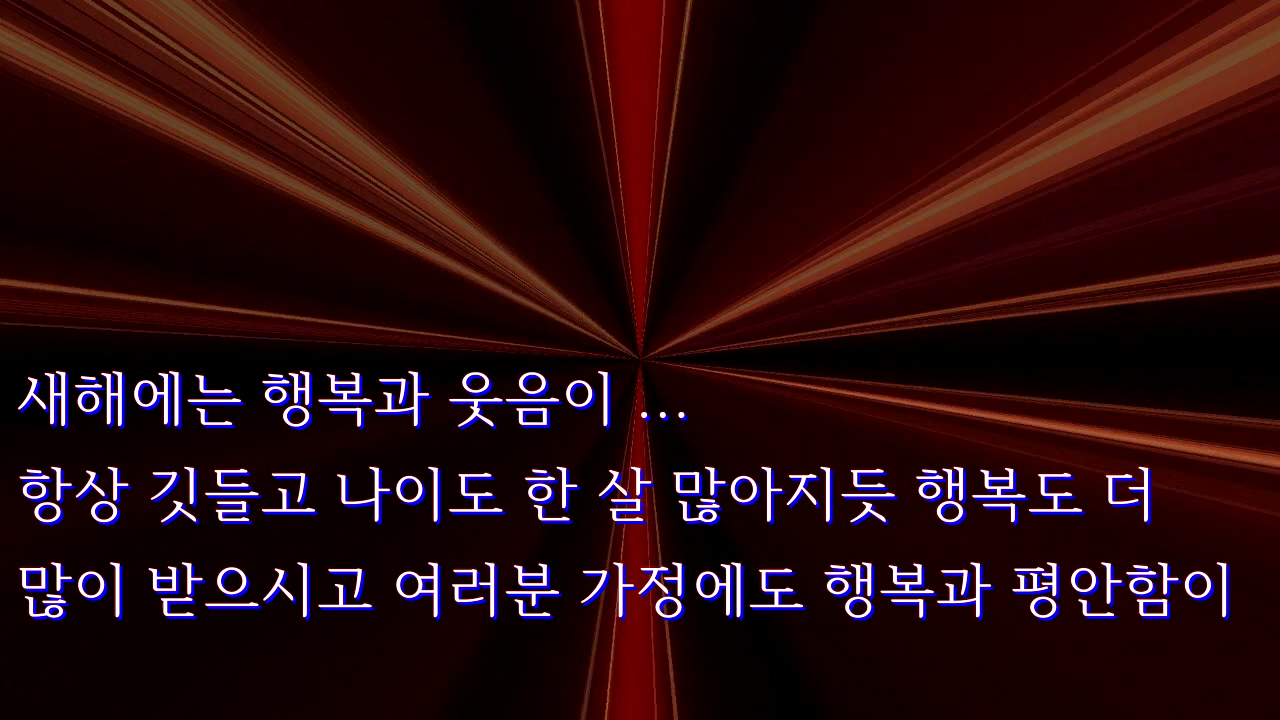 새해에는 행복과 웃음이 ...
항상 깃들고 나이도 한 살 많아지듯 행복도 더
많이 받으시고 여러분 가정에도 행복과 평안함이